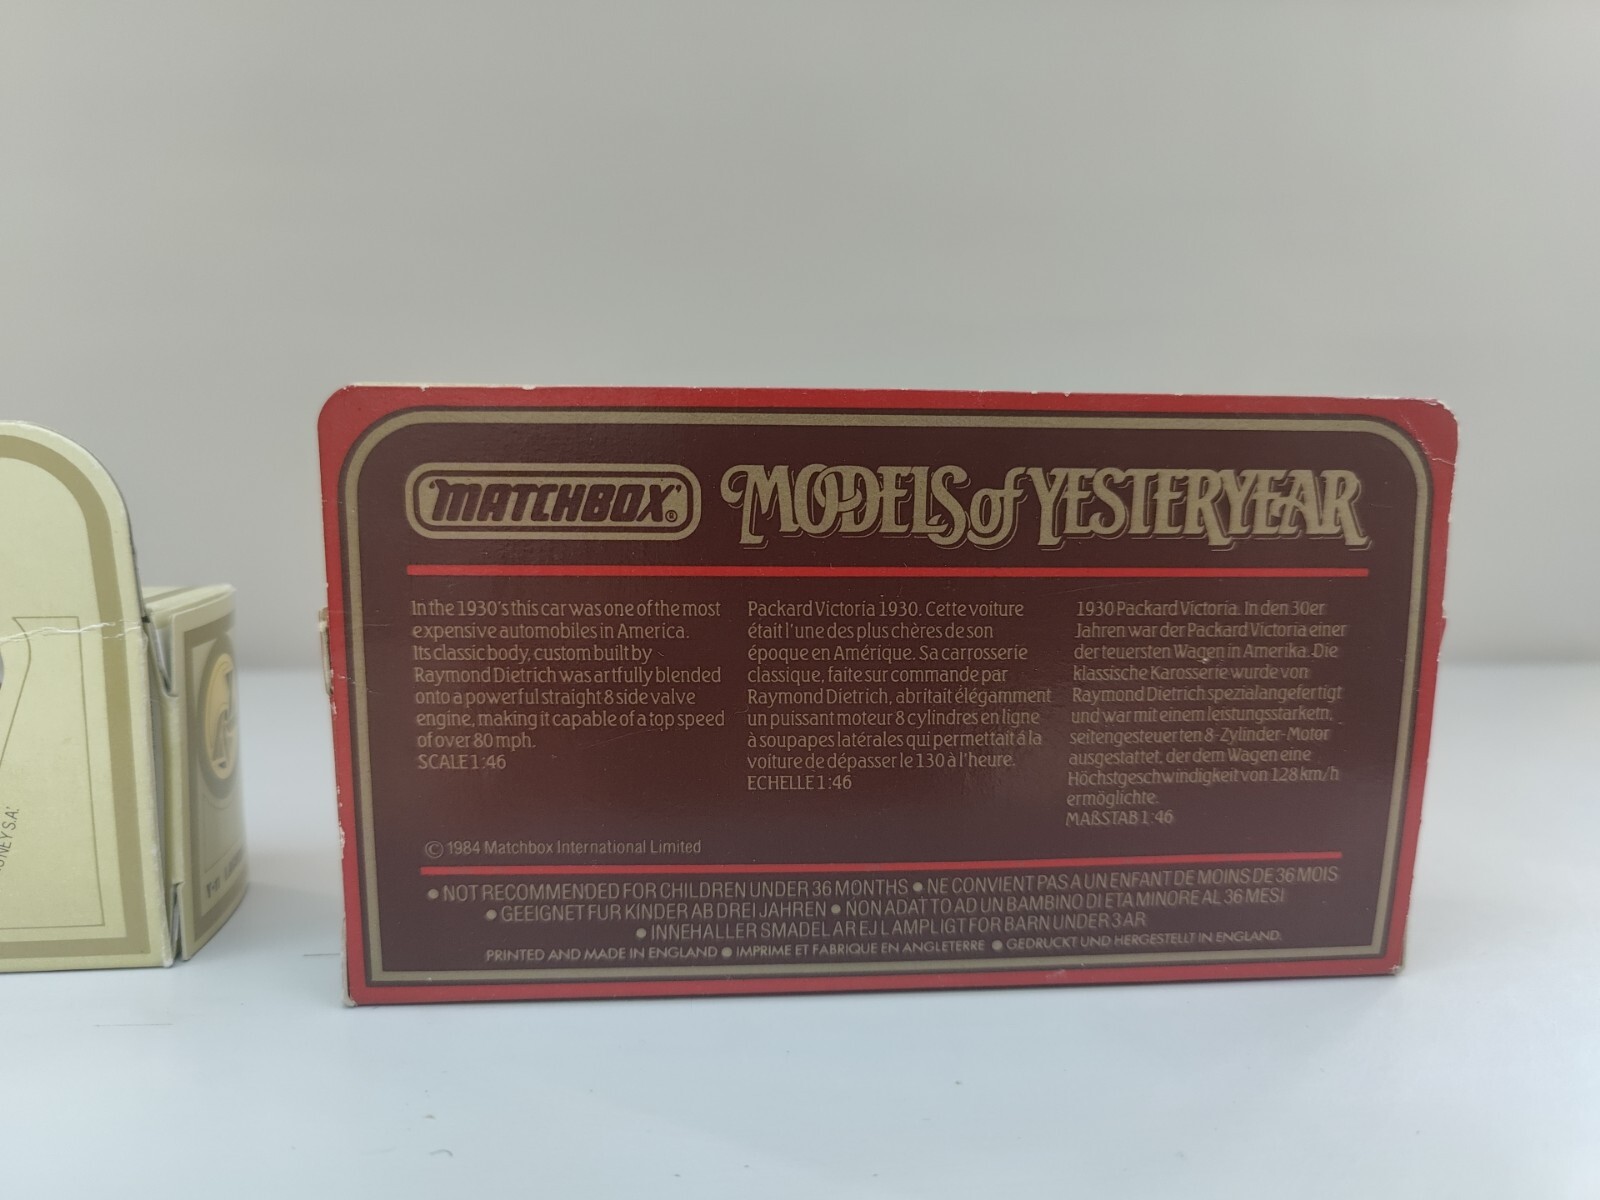 MATCHBOX®
MODELS of YESTERYEAR
In the 1930's this car was one of the most
expensive automobiles in America.
Its classic body, custom built by
Raymond Dietrich was artfully blended
onto a powerful straight 8 side valve
engine, making it capable of a top speed
of over 80 mph.
SCALE 1:46
Packard Victoria 1930. Cette voiture
était l'une des plus chères de son
époque en Amérique. Sa carrosserie
classique, faite sur commande par
Raymond Dietrich, abritait élégamment
un puissant moteur 8 cylindres en ligne
à soupapes latérales qui permettait á la
voiture de dépasser le 130 à l'heure.
ECHELLE 1:46
1930 Packard Victoria. In den 30er
Jahren war der Packard Victoria einer
der teuersten Wagen in Amerika. Die
klassische Karosserie wurde von
Raymond Dietrich spezialangefertigt
und war mit einem leistungsstarketn,
seitengesteuerten 8-Zylinder-Motor
ausgestattet, der dem Wagen eine
Höchstgeschwindigkeit von 128 km/h
ermöglichte.
MAßSTAB 1:46
© 1984 Matchbox International Limited
• NOT RECOMMENDED FOR CHILDREN UNDER 36 MONTHS • NE CONVIENT PAS A UN ENFANT DE MOINS DE 36 MOIS
• GEEIGNET FUR KINDER AB DREI JAHREN • NON ADATTO AD UN BAMBINO DI ETA MINORE AL 36 MESI
• INNEHALLER SMADELAR EJ LAMPLIGT FOR BARN UNDER 3 AR
PRINTED AND MADE IN ENGLAND • IMPRIME ET FABRIQUE EN ANGLETERRE • GEDRUCKT UND HERGESTELLT IN ENGLAND.